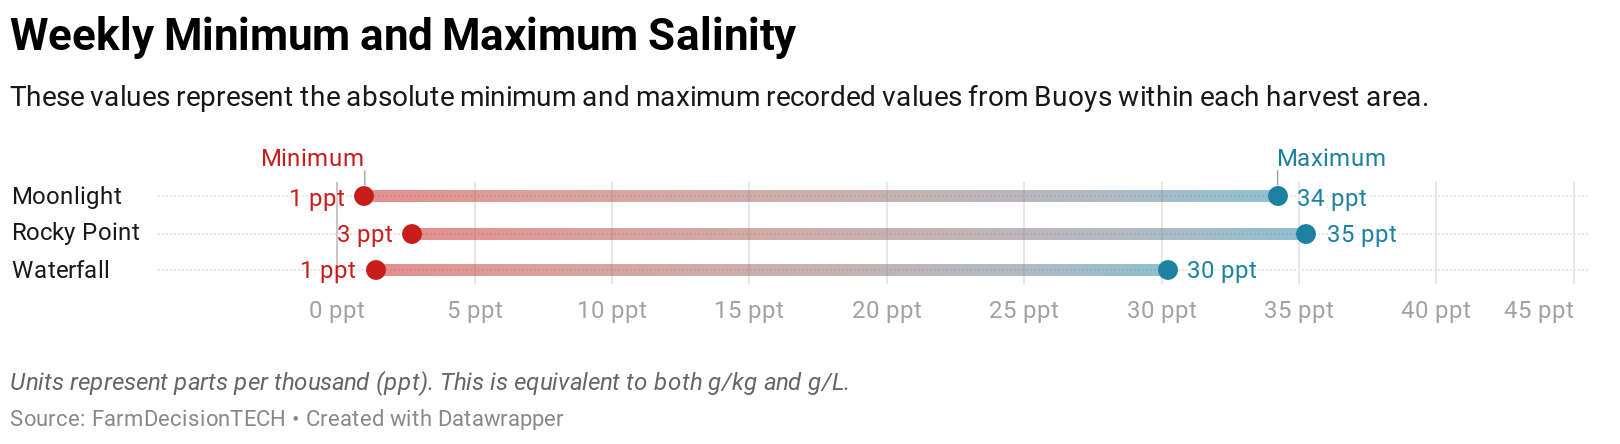 Weekly Minimum and Maximum Salinity
These values represent the absolute minimum and maximum recorded values from Buoys within each harvest area.
Minimum Maximum
Moonlight 1 ppt 34 ppt
Rocky Point 3 ppt 35 ppt
Waterfall 1 ppt 30 ppt
0 ppt 5 ppt 10 ppt 15 ppt 20 ppt 25 ppt 30 ppt 35 ppt 40 ppt 45 ppt
Units represent parts per thousand (ppt). This is equivalent to both g/kg and g/L.
Source: FarmDecisionTECH • Created with Datawrapper